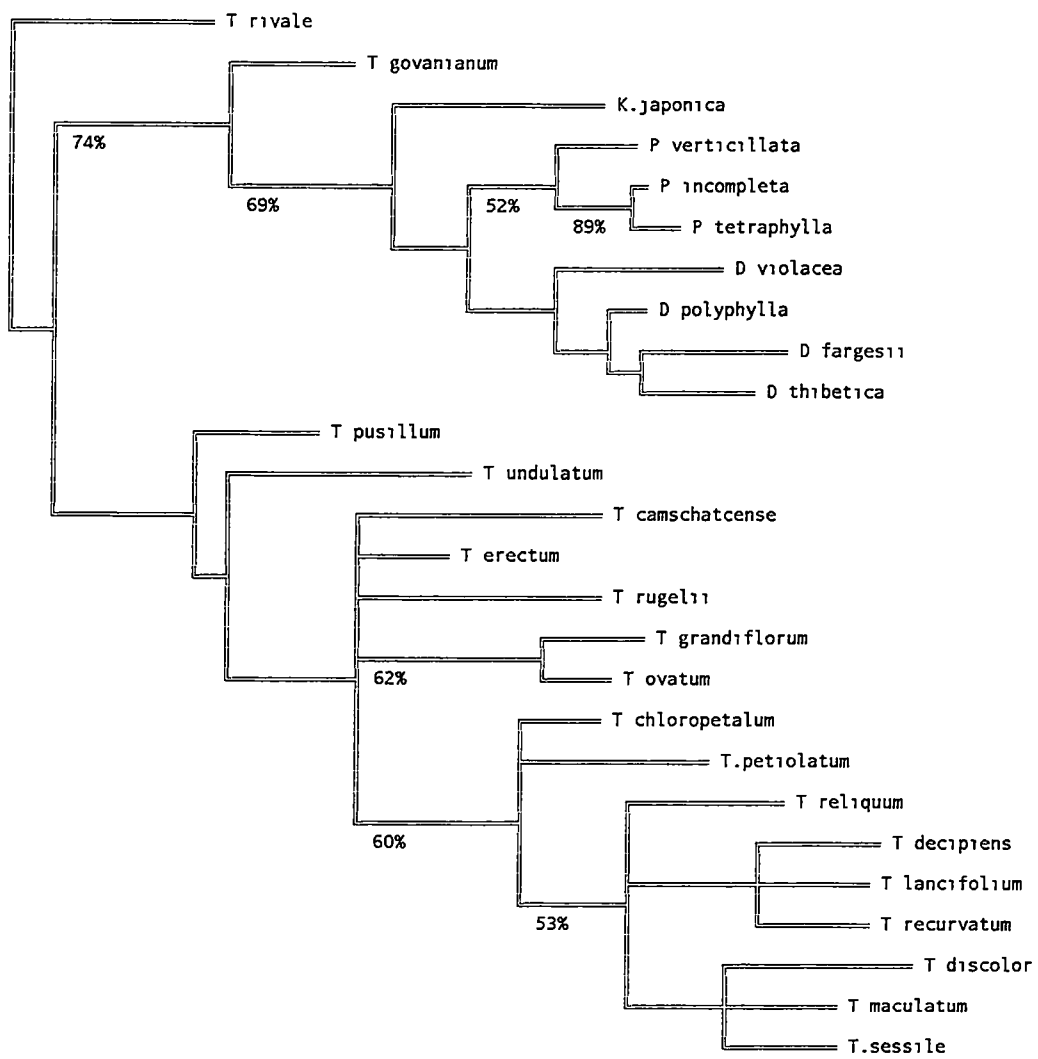 T rivale
T govanianum
K.japonica
74%
P verticillata
P incompleta
69%
52%
89%
P tetraphylla
D violacea
D polyphylla
D fargesii
D thibetica
T pusillum
T undulatum
T camschatcense
T erectum
T rugelii
T grandiflorum
62%
T ovatum
T chloropetalum
T.petiolatum
T reliquum
60%
T decipiens
T lancifolium
53%
T recurvatum
T discolor
T maculatum
T.sessile